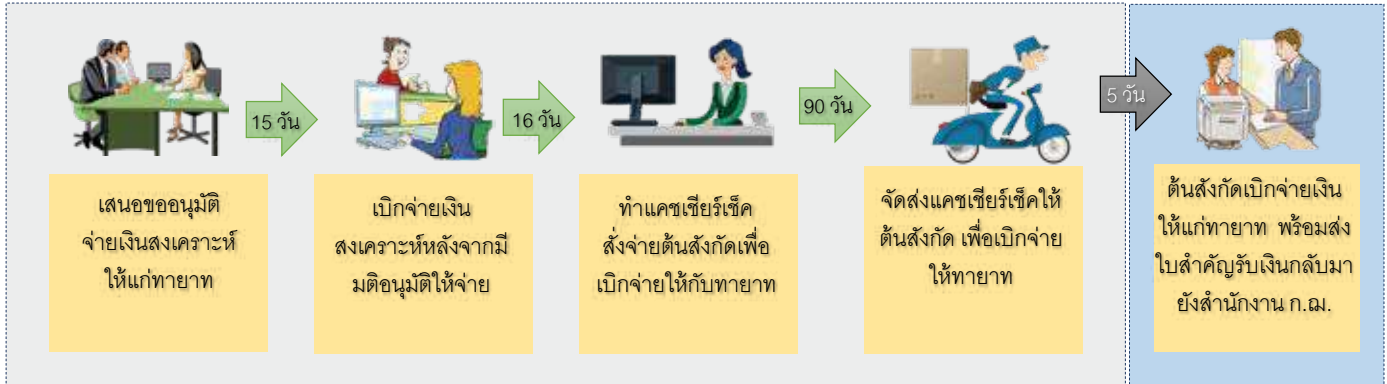 15 วัน
16 วัน
90 วัน
5 วัน
เสนอขออนุมัติ
จ่ายเงินสงเคราะห์
ให้แก่ทายาท
เบิกจ่ายเงิน
สงเคราะห์หลังจากมี
มติอนุมัติให้จ่าย
ทำแคชเชียร์เช็ค
สั่งจ่ายต้นสังกัดเพื่อ
เบิกจ่ายให้กับทายาท
จัดส่งแคชเชียร์เช็คให้
ต้นสังกัด เพื่อเบิกจ่าย
ให้ทายาท
ต้นสังกัดเบิกจ่ายเงิน
ให้แก่ทายาท พร้อมส่ง
ใบสำคัญรับเงินกลับมา
ยังสำนักงาน ก.ฌ.